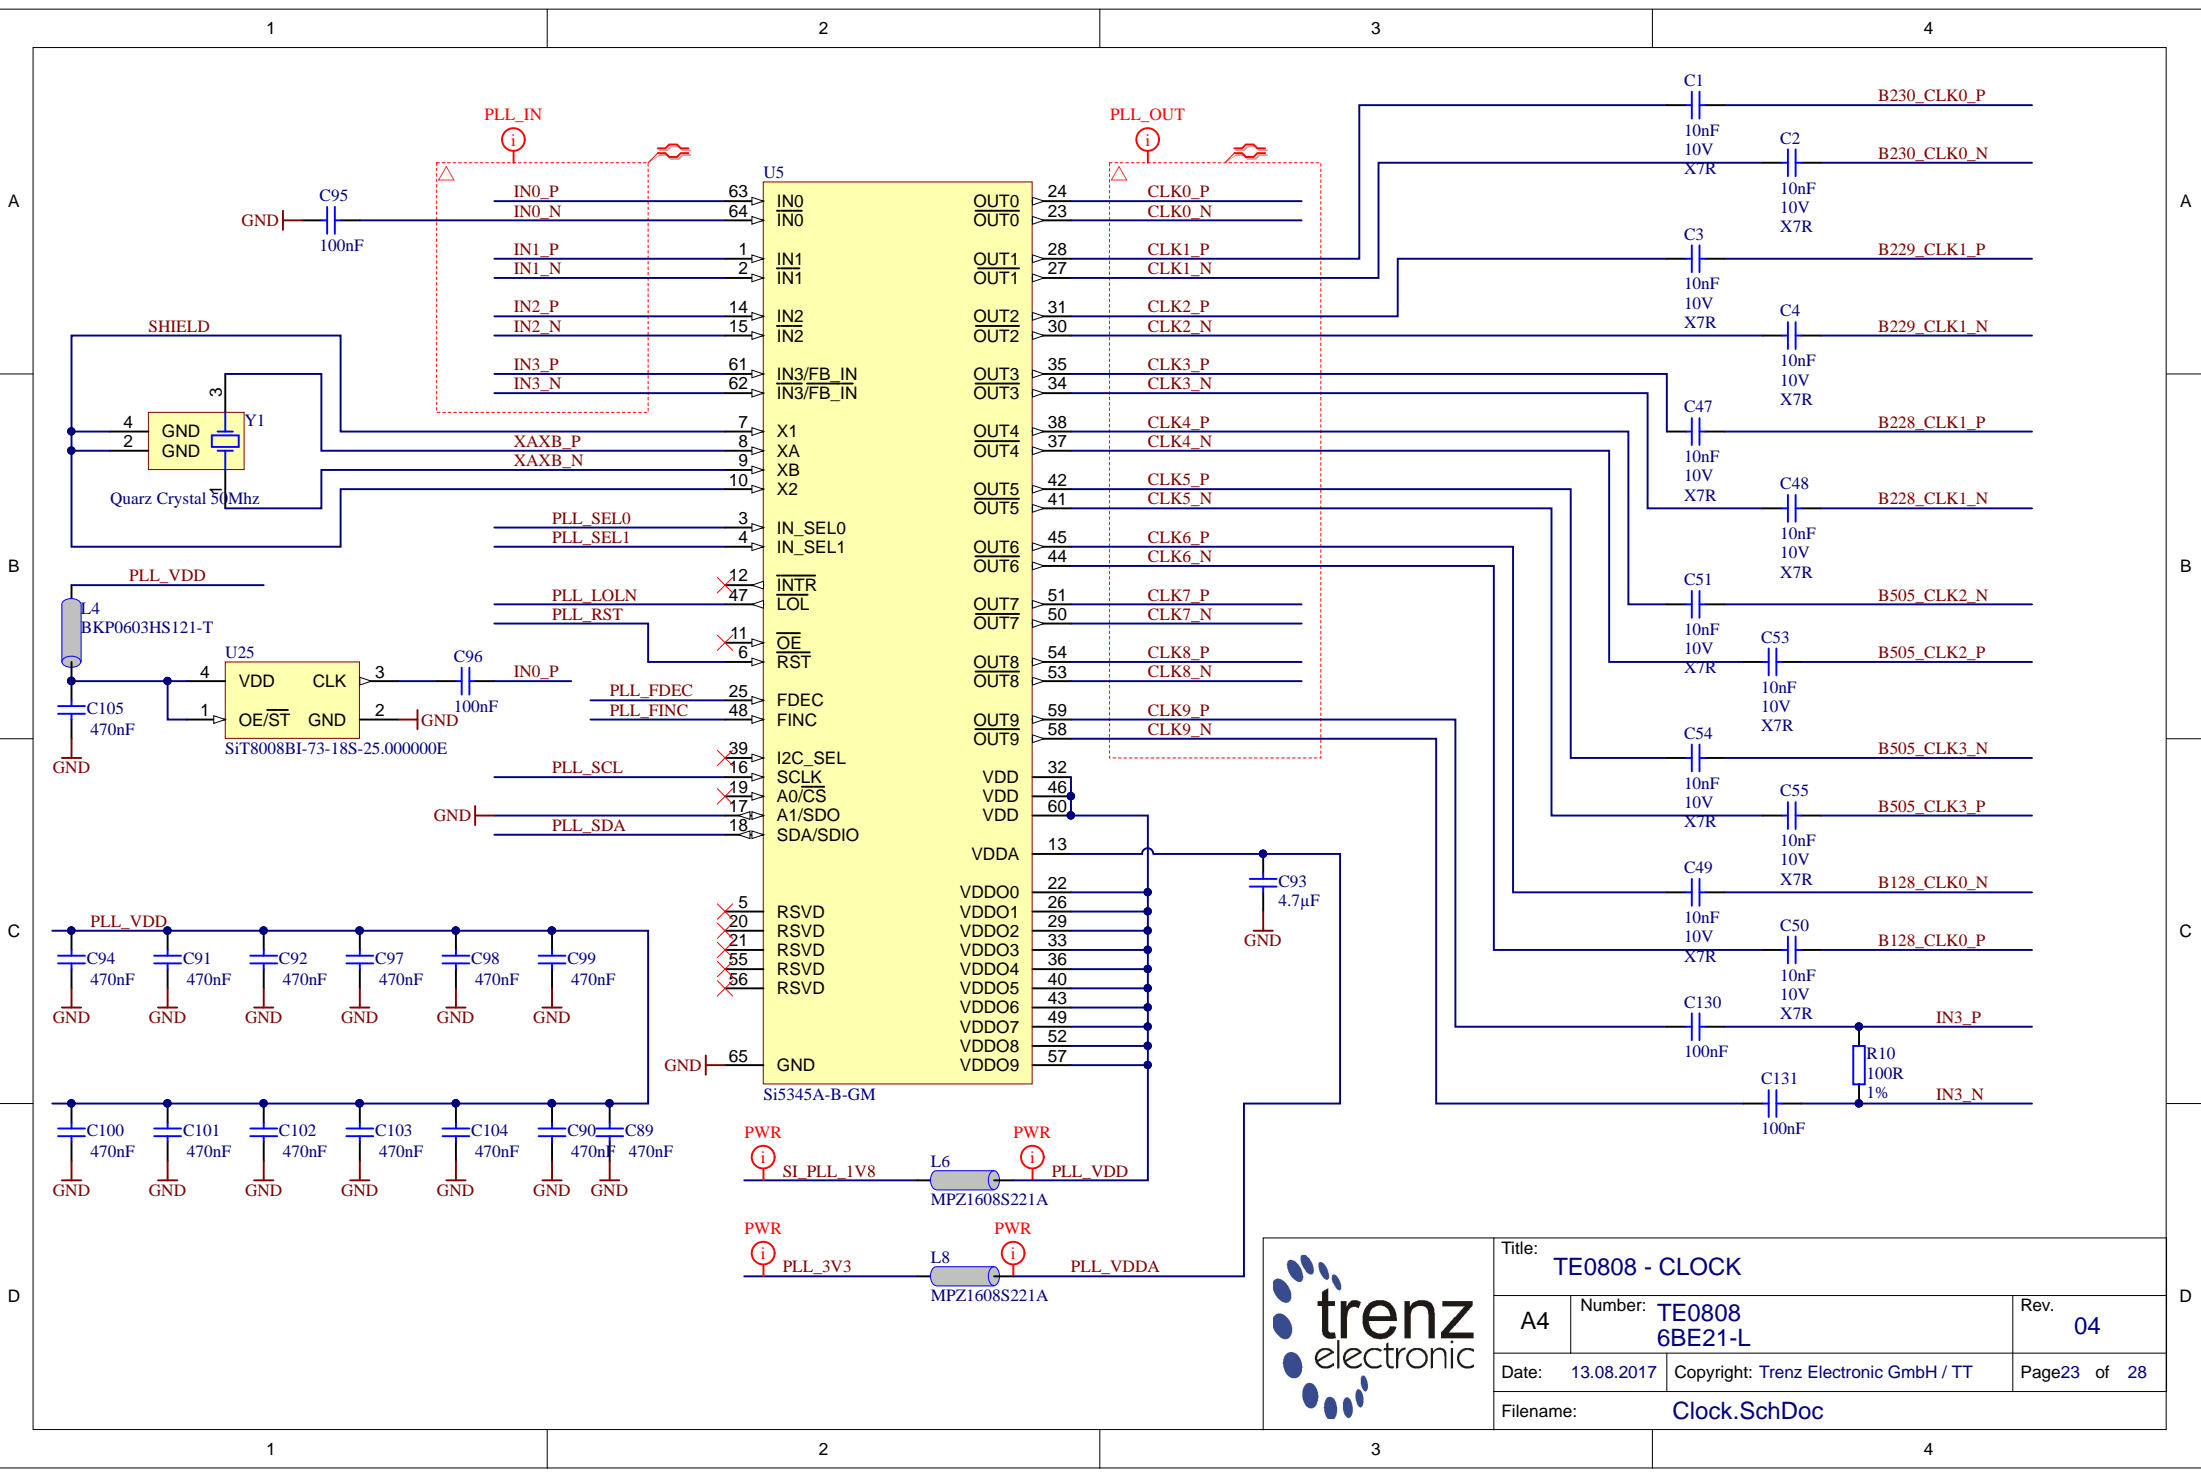 1
2
3
4
A
B
C
D
A
B
C
D
1
2
3
4
PLL_IN
i
PLL_OUT
i
GND
C95
100nF
IN0_P
IN0_N
IN1_P
IN1_N
IN2_P
IN2_N
IN3_P
IN3_N
SHIELD
4
2
3
1
GND
GND
Y1
Quarz Crystal 50Mhz
XAXB_P
XAXB_N
PLL_SEL0
PLL_SEL1
PLL_LOLN
PLL_RST
PLL_FDEC
PLL_FINC
PLL_SCL
GND
PLL_SDA
PLL_VDD
L4
BKP0603HS121-T
C105
470nF
GND
U25
4
VDD
CLK
3
1
OE/ST
GND
2
GND
SiT8008BI-73-18S-25.000000E
C96
100nF
IN0_P
U5
63 IN0
64 IN0
1 IN1
2 IN1
14 IN2
15 IN2
61 IN3/FB_IN
62 IN3/FB_IN
7 X1
8 XA
9 XB
10 X2
3 IN_SEL0
4 IN_SEL1
12 INTR
47 LOL
11 OE
6 RST
25 FDEC
48 FINC
39 I2C_SEL
16 SCLK
19 A0/CS
17 A1/SDO
18 SDA/SDIO
5 RSVD
20 RSVD
21 RSVD
55 RSVD
56 RSVD
GND 65 GND
Si5345A-B-GM
OUT0 24 CLK0_P
OUT0 23 CLK0_N
OUT1 28 CLK1_P
OUT1 27 CLK1_N
OUT2 31 CLK2_P
OUT2 30 CLK2_N
OUT3 35 CLK3_P
OUT3 34 CLK3_N
OUT4 38 CLK4_P
OUT4 37 CLK4_N
OUT5 42 CLK5_P
OUT5 41 CLK5_N
OUT6 45 CLK6_P
OUT6 44 CLK6_N
OUT7 51 CLK7_P
OUT7 50 CLK7_N
OUT8 54 CLK8_P
OUT8 53 CLK8_N
OUT9 59 CLK9_P
OUT9 58 CLK9_N
VDD 32
VDD 46
VDD 60
VDDA 13
VDDO0 22
VDDO1 26
VDDO2 29
VDDO3 33
VDDO4 36
VDDO5 40
VDDO6 43
VDDO7 49
VDDO8 52
VDDO9 57
C93
4.7µF
GND
C1
10nF
10V
X7R
B230_CLK0_P
C2
10nF
10V
X7R
B230_CLK0_N
C3
10nF
10V
X7R
B229_CLK1_P
C4
10nF
10V
X7R
B229_CLK1_N
C47
10nF
10V
X7R
B228_CLK1_P
C48
10nF
10V
X7R
B228_CLK1_N
C51
10nF
10V
X7R
B505_CLK2_N
C53
10nF
10V
X7R
B505_CLK2_P
C54
10nF
10V
X7R
B505_CLK3_N
C55
10nF
10V
X7R
B505_CLK3_P
C49
10nF
10V
X7R
B128_CLK0_N
C50
10nF
10V
X7R
B128_CLK0_P
C130
100nF
IN3_P
R10
100R
1%
C131
100nF
IN3_N
PLL_VDD
C94
470nF
GND
C91
470nF
GND
C92
470nF
GND
C97
470nF
GND
C98
470nF
GND
C99
470nF
GND
C100
470nF
GND
C101
470nF
GND
C102
470nF
GND
C103
470nF
GND
C104
470nF
GND
C90
470nF
GND
C89
470nF
GND
PWR
i
SI_PLL_1V8
L6
MPZ1608S221A
PWR
i
PLL_VDD
PWR
i
PLL_3V3
L8
MPZ1608S221A
PWR
i
PLL_VDDA
trenz
electronic
Title:
TE0808 - CLOCK
A4
Number: TE0808
6BE21-L
Rev.
04
Date: 13.08.2017
Copyright: Trenz Electronic GmbH / TT
Page23 of 28
Filename: Clock.SchDoc